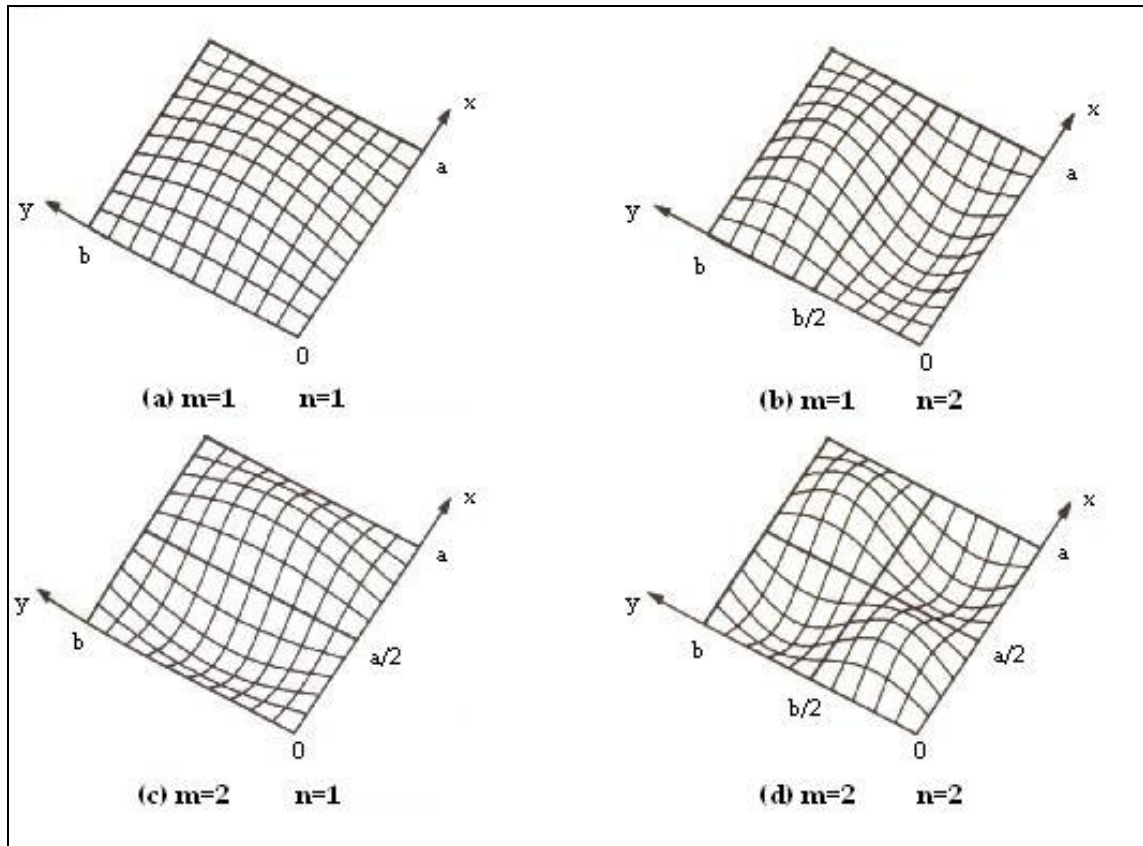 x
a
y
b
0
(a) m=1 n=1
x
a
y
b
b/2
0
(b) m=1 n=2
x
a
y
b
a/2
0
(c) m=2 n=1
x
a
y
b
a/2
b/2
0
(d) m=2 n=2